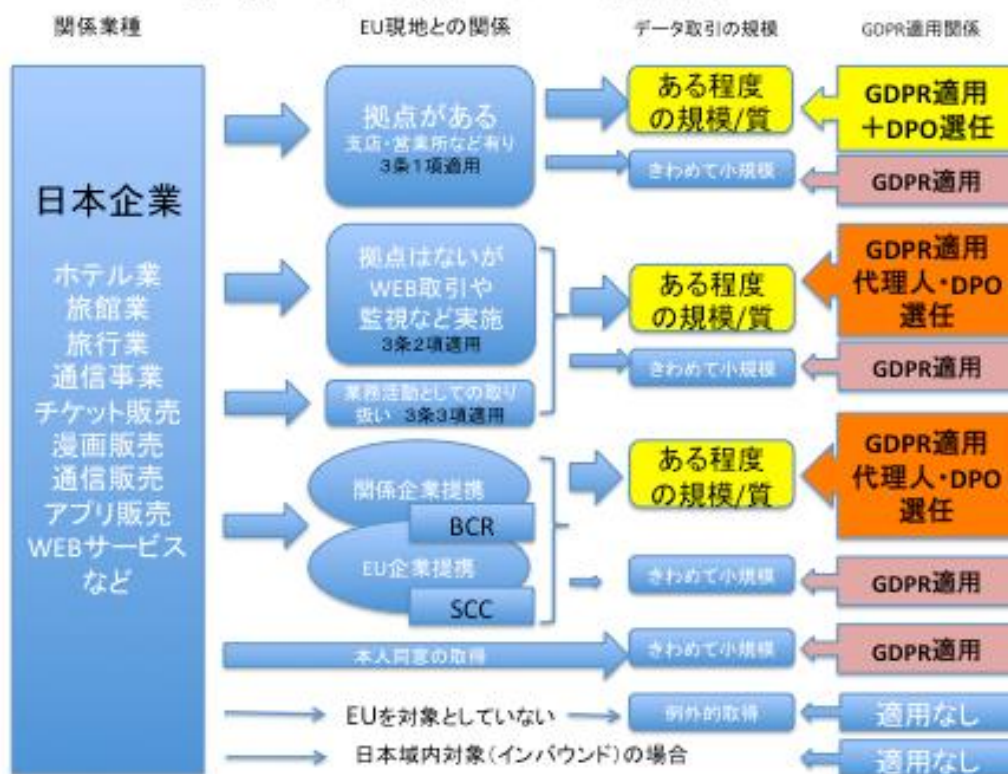 関係業種
EU現地との関係
データ取引の規模
GDPR適用関係
日本企業
ホテル業
旅館業
旅行業
通信事業
チケット販売
漫画販売
通信販売
アプリ販売
WEBサービス
など
拠点がある
支店・営業所など有り
3条1項適用
ある程度
の規模/質
GDPR適用
＋DPO選任
きわめて小規模
GDPR適用
拠点はないが
WEB取引や
監視など実施
3条2項適用
ある程度
の規模/質
GDPR適用
代理人・DPO
選任
きわめて小規模
GDPR適用
業務活動としての取り
扱い 3条3項適用
関係企業提携
BCR
EU企業提携
SCC
ある程度
の規模/質
GDPR適用
代理人・DPO
選任
きわめて小規模
GDPR適用
本人同意の取得
きわめて小規模
GDPR適用
EUを対象としていない
例外的取得
適用なし
日本域内対象(インバウンド)の場合
適用なし